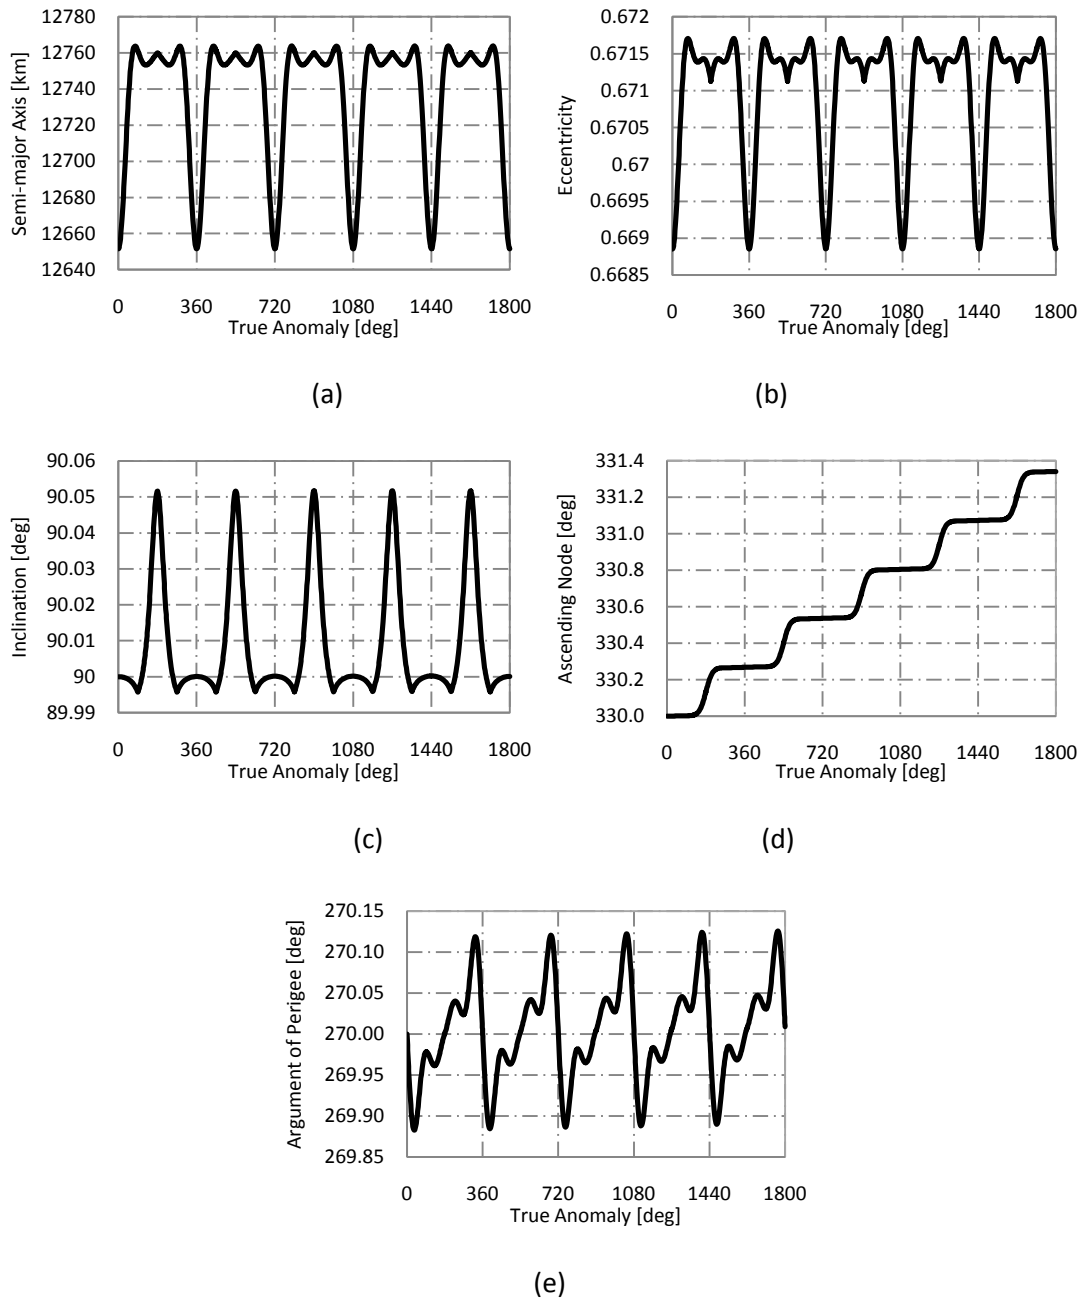 Semi-major Axis [km]
12780
12760
12740
12720
12700
12680
12660
12640
0 360 720 1080 1440 1800
True Anomaly [deg]
(a)
Eccentricity
0.672
0.6715
0.671
0.6705
0.67
0.6695
0.669
0.6685
0 360 720 1080 1440 1800
True Anomaly [deg]
(b)
Inclination [deg]
90.06
90.05
90.04
90.03
90.02
90.01
90
89.99
0 360 720 1080 1440 1800
True Anomaly [deg]
(c)
Ascending Node [deg]
331.4
331.2
331.0
330.8
330.6
330.4
330.2
330.0
0 360 720 1080 1440 1800
True Anomaly [deg]
(d)
Argument of Perigee [deg]
270.15
270.10
270.05
270.00
269.95
269.90
269.85
0 360 720 1080 1440 1800
True Anomaly [deg]
(e)